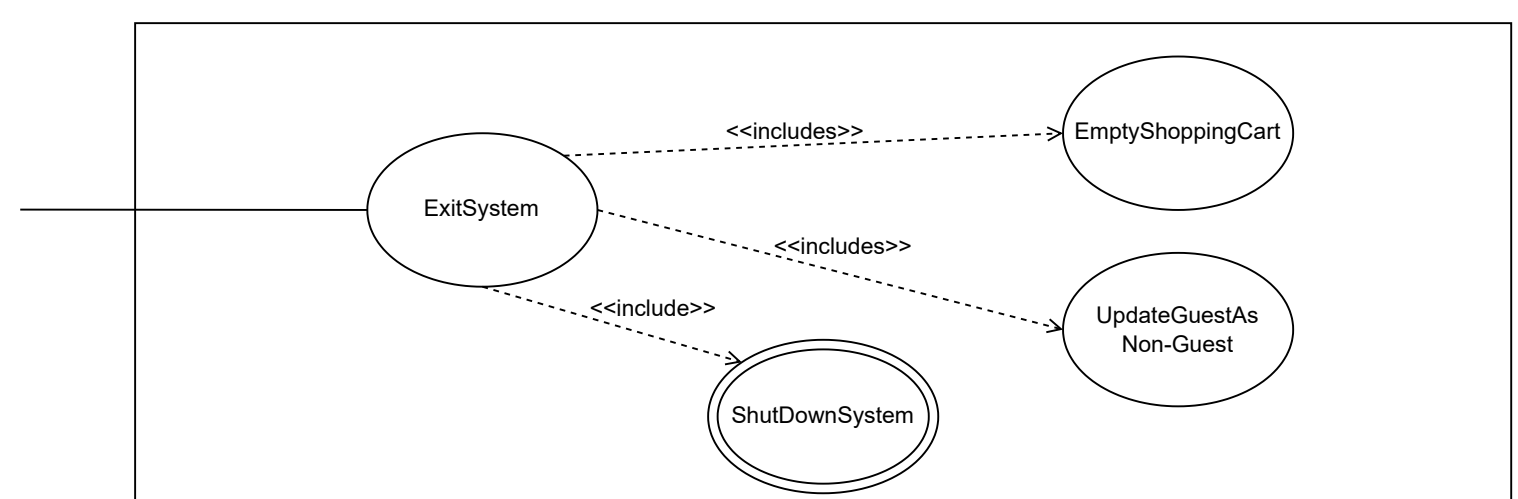 <<includes>>
EmptyShoppingCart
ExitSystem
<<includes>>
<<include>>
UpdateGuestAs
Non-Guest
ShutDownSystem